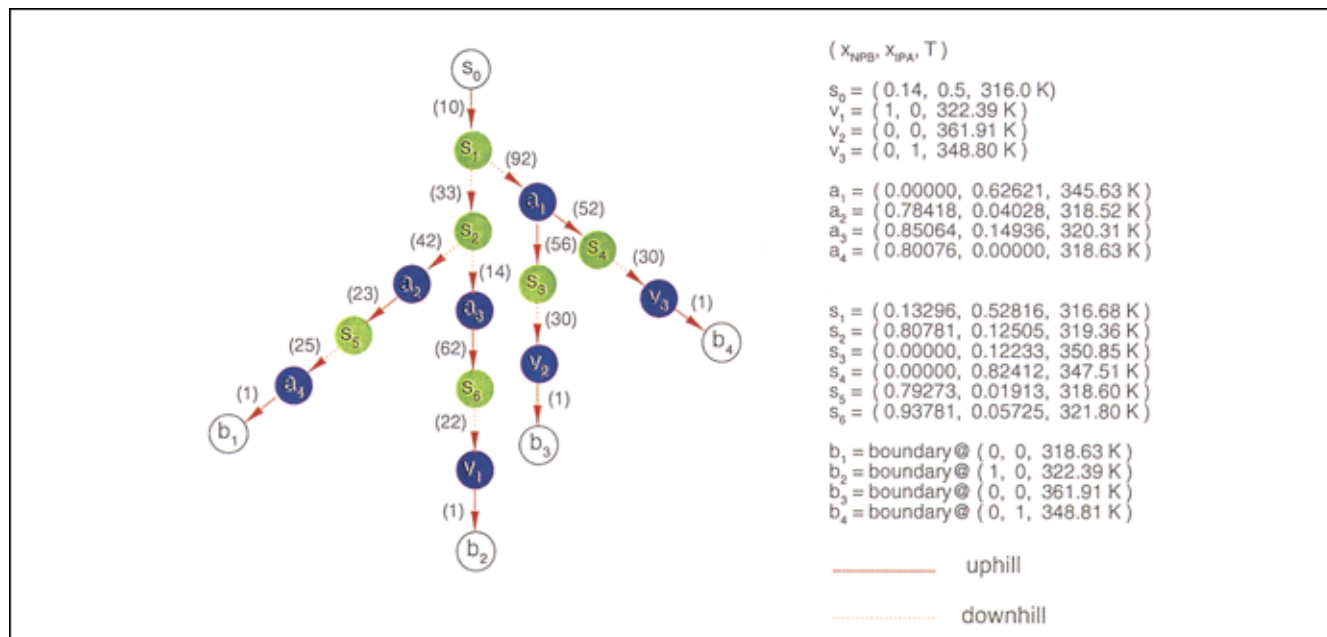 s₀
(10)
s₁
(92)
(33)
a₁
(52)
s₂
(42)
(56)
s₄
(14)
(30)
a₂
s₃
v₃
(23)
a₃
(1)
(30)
s₅
b₄
(25)
(62)
v₂
a₄
s₆
(1)
(1)
b₁
(22)
b₃
v₁
(1)
b₂
( x_NPB, x_IPA, T )
s₀ = ( 0.14, 0.5, 316.0 K)
v₁ = ( 1, 0, 322.39 K )
v₂ = ( 0, 0, 361.91 K )
v₃ = ( 0, 1, 348.80 K )
a₁ = ( 0.00000, 0.62621, 345.63 K )
a₂ = ( 0.78418, 0.04028, 318.52 K )
a₃ = ( 0.85064, 0.14936, 320.31 K )
a₄ = ( 0.80076, 0.00000, 318.63 K )
s₁ = ( 0.13296, 0.52816, 316.68 K )
s₂ = ( 0.80781, 0.12505, 319.36 K )
s₃ = ( 0.00000, 0.12233, 350.85 K )
s₄ = ( 0.00000, 0.82412, 347.51 K )
s₅ = ( 0.79273, 0.01913, 318.60 K )
s₆ = ( 0.93781, 0.05725, 321.80 K )
b₁ = boundary@ ( 0, 0, 318.63 K )
b₂ = boundary@ ( 1, 0, 322.39 K )
b₃ = boundary@ ( 0, 0, 361.91 K )
b₄ = boundary@ ( 0, 1, 348.81 K )
uphill
downhill